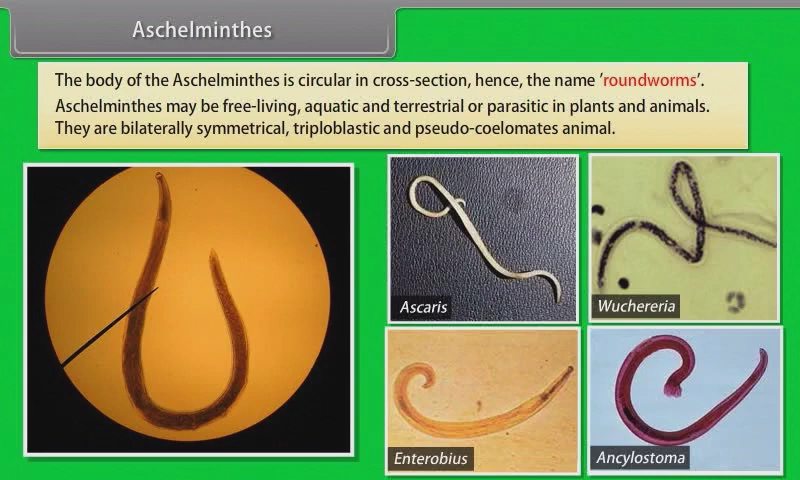 Aschelminthes
The body of the Aschelminthes is circular in cross-section, hence, the name 'roundworms'.
Aschelminthes may be free-living, aquatic and terrestrial or parasitic in plants and animals.
They are bilaterally symmetrical, triploblastic and pseudo-coelomates animal.
Ascaris
Wuchereria
Enterobius
Ancylostoma